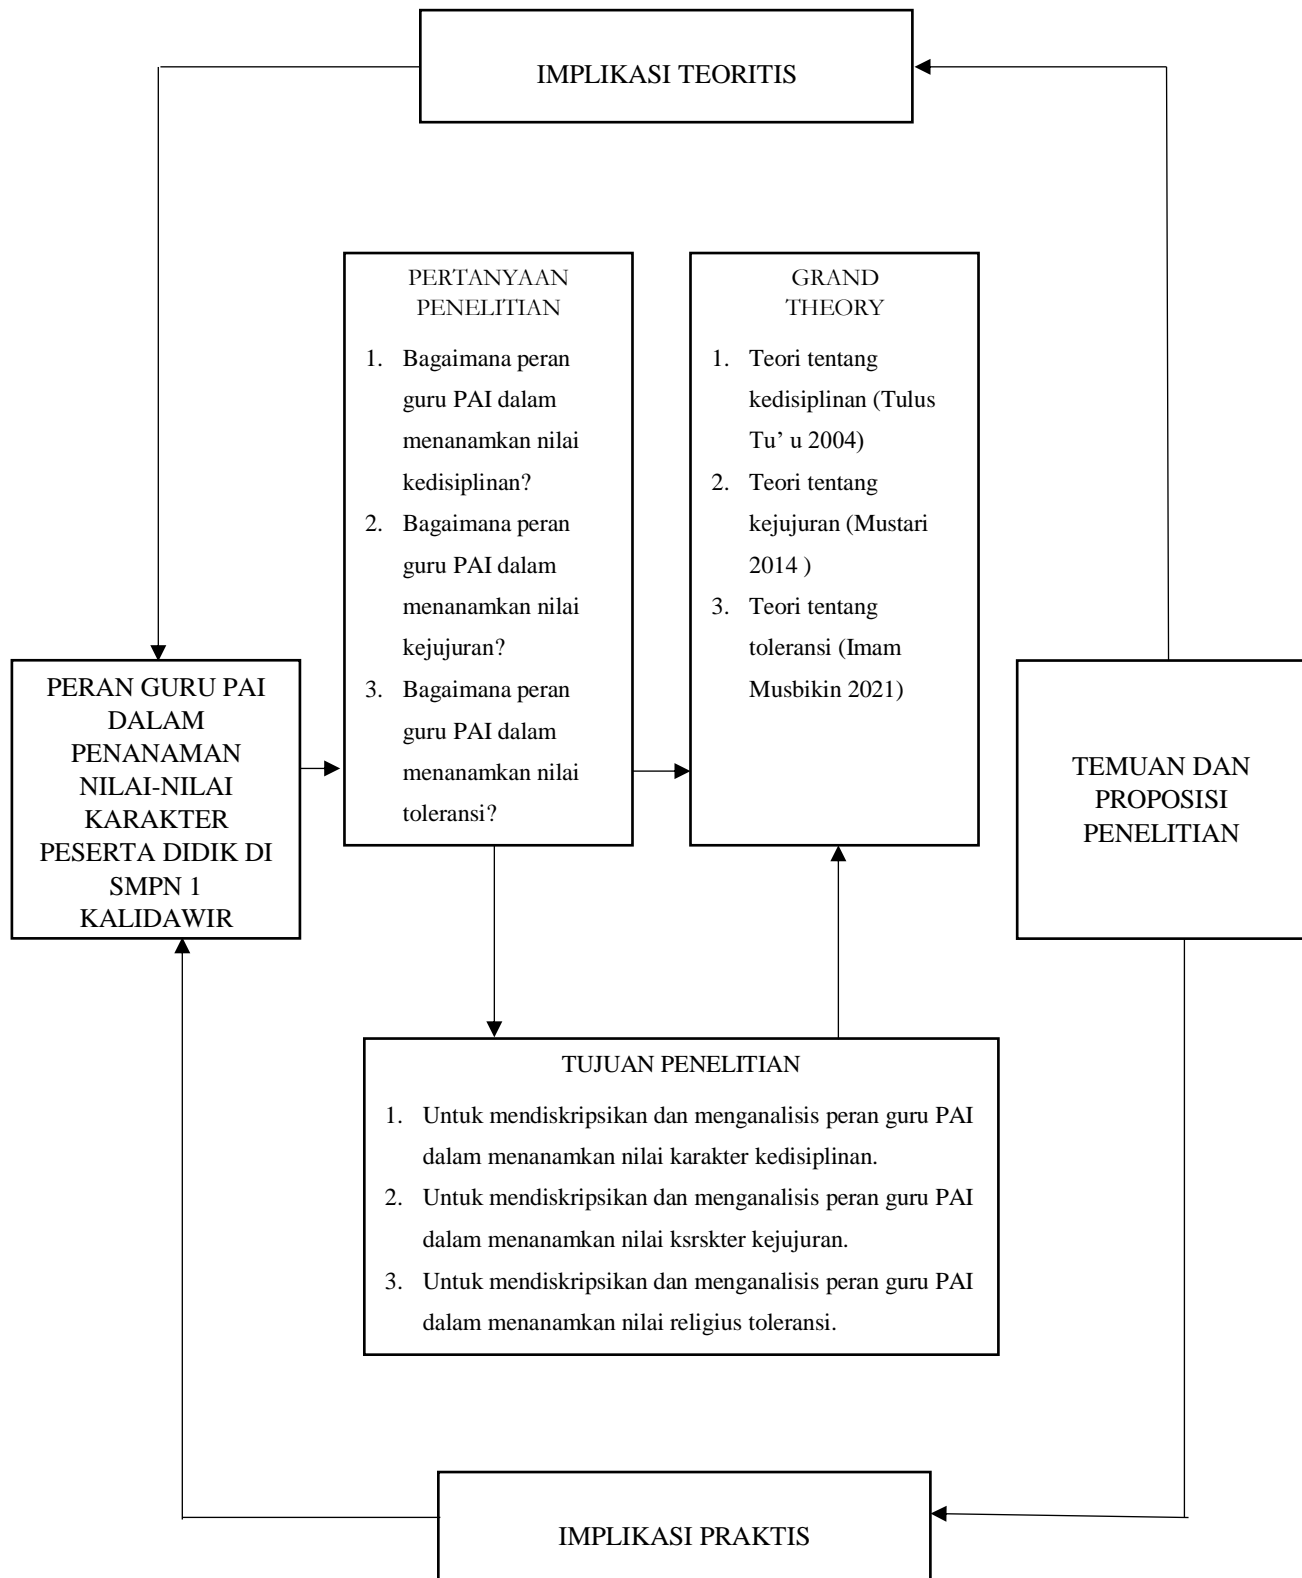 IMPLIKASI TEORITIS
PERTANYAAN
PENELITIAN
1. Bagaimana peran
guru PAI dalam
menanamkan nilai
kedisiplinan?
2. Bagaimana peran
guru PAI dalam
menanamkan nilai
kejujuran?
3. Bagaimana peran
guru PAI dalam
menanamkan nilai
toleransi?
GRAND
THEORY
1. Teori tentang
kedisiplinan (Tulus
Tu’ u 2004)
2. Teori tentang
kejujuran (Mustari
2014 )
3. Teori tentang
toleransi (Imam
Musbikin 2021)
PERAN GURU PAI
DALAM
PENANAMAN
NILAI-NILAI
KARAKTER
PESERTA DIDIK DI
SMPN 1
KALIDAWIR
TEMUAN DAN
PROPOSISI
PENELITIAN
TUJUAN PENELITIAN
1. Untuk mendiskripsikan dan menganalisis peran guru PAI
dalam menanamkan nilai karakter kedisiplinan.
2. Untuk mendiskripsikan dan menganalisis peran guru PAI
dalam menanamkan nilai ksrskter kejujuran.
3. Untuk mendiskripsikan dan menganalisis peran guru PAI
dalam menanamkan nilai religius toleransi.
IMPLIKASI PRAKTIS